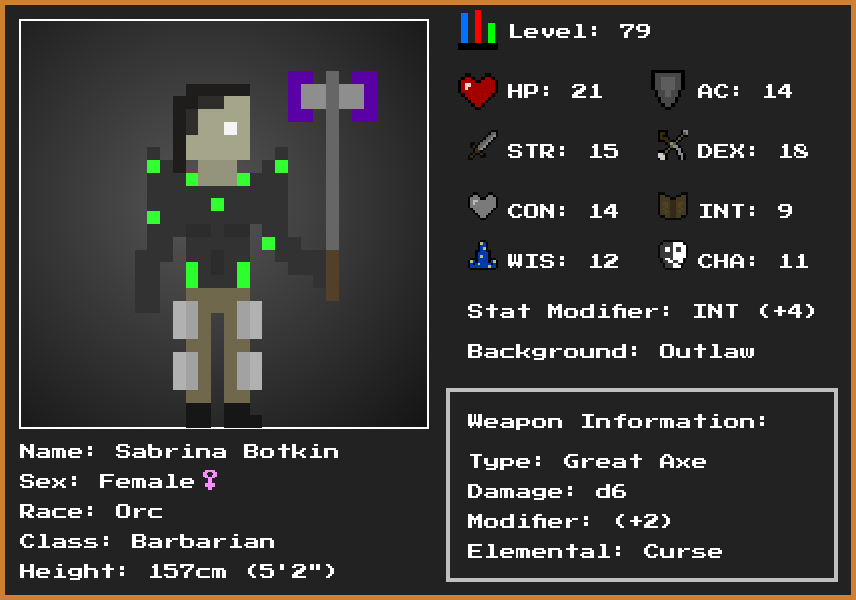 Level: 79
HP: 21
AC: 14
STR: 15
DEX: 18
CON: 14
INT: 9
WIS: 12
CHA: 11
Stat Modifier: INT (+4)
Background: Outlaw
Weapon Information:
Type: Great Axe
Damage: d6
Modifier: (+2)
Elemental: Curse
Name: Sabrina Botkin
Sex: Female♀
Race: Orc
Class: Barbarian
Height: 157cm (5'2")